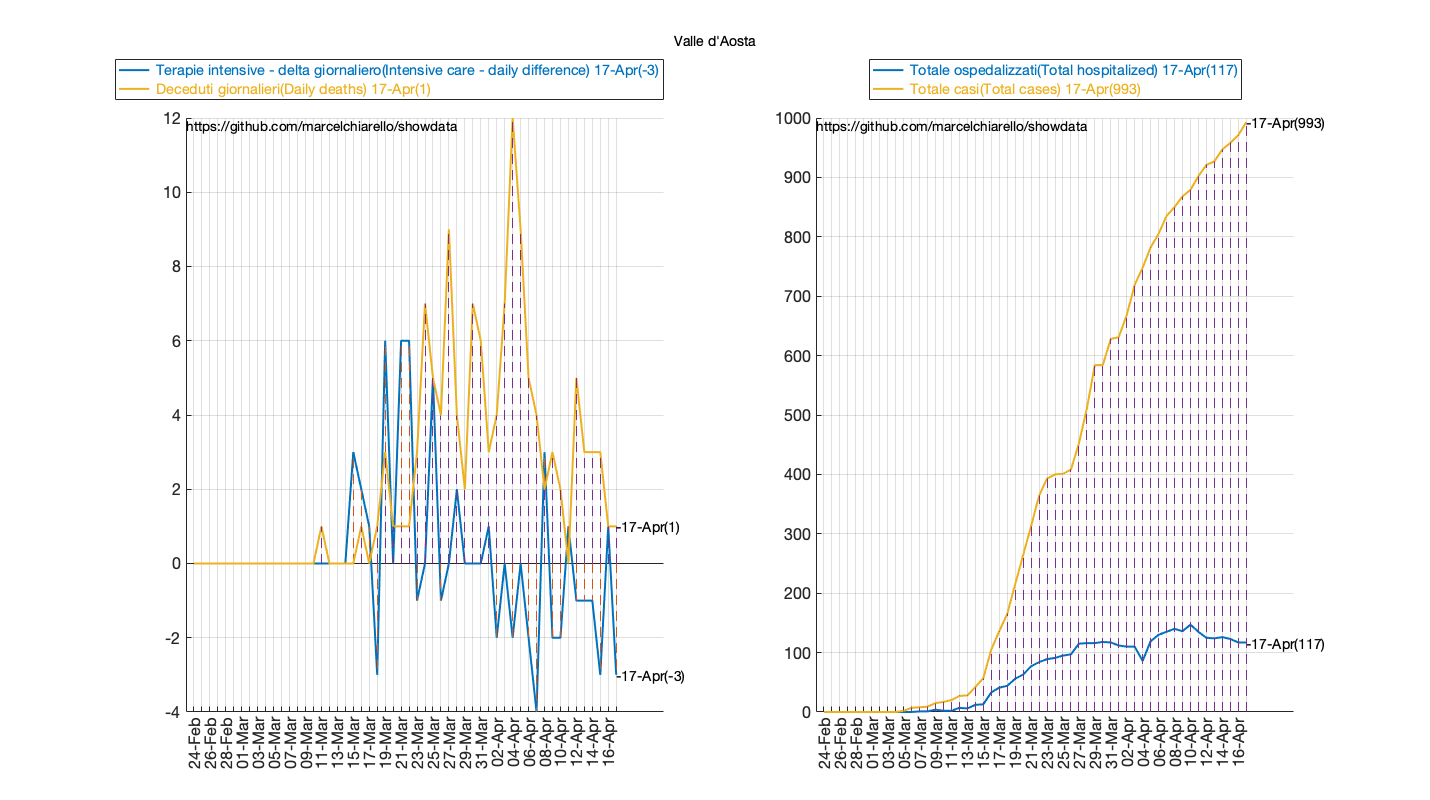 Valle d'Aosta
Terapie intensive - delta giornaliero(Intensive care - daily difference) 17-Apr(-3)
Deceduti giornalieri(Daily deaths) 17-Apr(1)
https://github.com/marcelchiarello/showdata
12
10
8
6
4
2
0
-2
-4
17-Apr(1)
17-Apr(-3)
24-Feb
26-Feb
28-Feb
01-Mar
03-Mar
05-Mar
07-Mar
09-Mar
11-Mar
13-Mar
15-Mar
17-Mar
19-Mar
21-Mar
23-Mar
25-Mar
27-Mar
29-Mar
31-Mar
02-Apr
04-Apr
06-Apr
08-Apr
10-Apr
12-Apr
14-Apr
16-Apr
Totale ospedalizzati(Total hospitalized) 17-Apr(117)
Totale casi(Total cases) 17-Apr(993)
https://github.com/marcelchiarello/showdata
1000
900
800
700
600
500
400
300
200
100
0
17-Apr(993)
17-Apr(117)
24-Feb
26-Feb
28-Feb
01-Mar
03-Mar
05-Mar
07-Mar
09-Mar
11-Mar
13-Mar
15-Mar
17-Mar
19-Mar
21-Mar
23-Mar
25-Mar
27-Mar
29-Mar
31-Mar
02-Apr
04-Apr
06-Apr
08-Apr
10-Apr
12-Apr
14-Apr
16-Apr